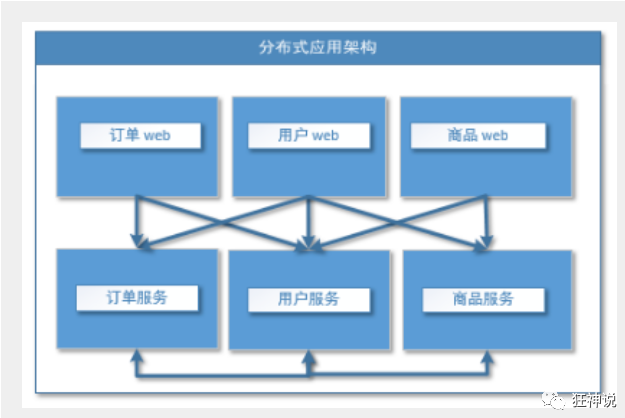 分布式应用架构
订单 web
用户 web
商品 web
订单服务
用户服务
商品服务
狂神说